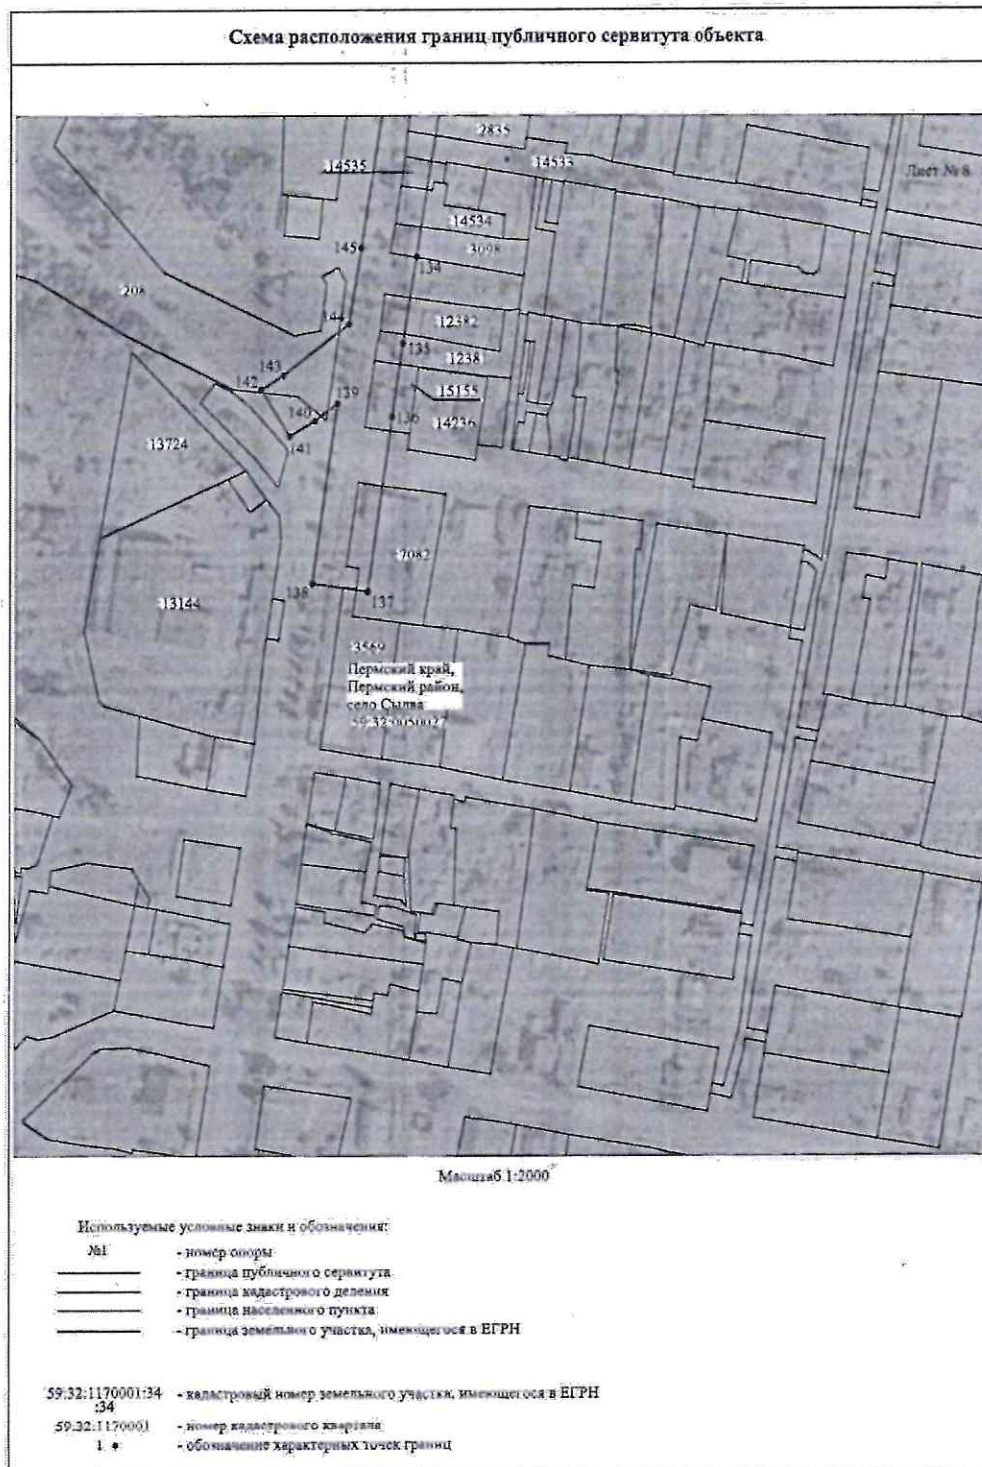 Схема расположения границ публичного сервитута объекта
2835
14535
14533
Лист № 8
14534
3098
145
134
208
144
12382
135
1238
143
142
15155
139
136
140
14236
141
13724
7082
138
137
13144
3569
Пермский край,
Пермский район,
село Сылва
59:32:0050027
Масштаб 1:2000
Используемые условные знаки и обозначения:
№1 - номер опоры
- граница публичного сервитута
- граница кадастрового деления
- граница населенного пункта
- граница земельного участка, имеющегося в ЕГРН
59:32:1170001:34 - кадастровый номер земельного участка, имеющегося в ЕГРН
:34
59:32:1170001 - номер кадастрового квартала
1 - обозначение характерных точек границ